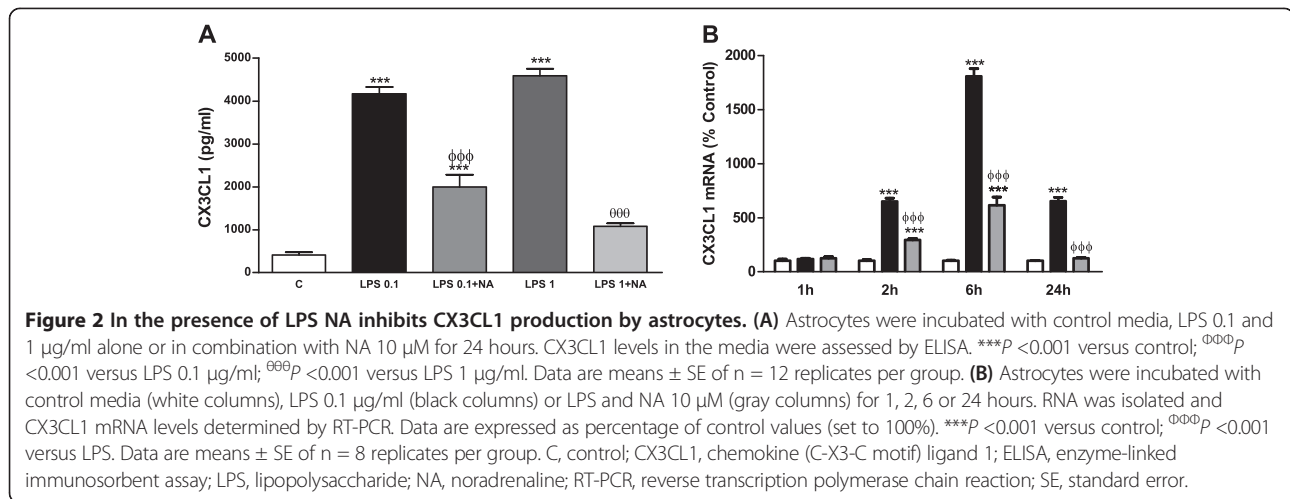 A
CX3CL1 (pg/ml)
5000
4000
3000
2000
1000
0
***
ϕϕϕ
***
***
θθθ
C LPS 0.1 LPS 0.1+NA LPS 1 LPS 1+NA
B
CX3CL1 mRNA (% Control)
2000
1500
1000
500
0
***
ϕϕϕ
***
***
ϕϕϕ
***
***
ϕϕϕ
1h 2h 6h 24h
Figure 2 In the presence of LPS NA inhibits CX3CL1 production by astrocytes. (A) Astrocytes were incubated with control media, LPS 0.1 and
1 μg/ml alone or in combination with NA 10 μM for 24 hours. CX3CL1 levels in the media were assessed by ELISA. ***P <0.001 versus control; ΦΦΦP
<0.001 versus LPS 0.1 μg/ml; θθθP <0.001 versus LPS 1 μg/ml. Data are means ± SE of n = 12 replicates per group. (B) Astrocytes were incubated with
control media (white columns), LPS 0.1 μg/ml (black columns) or LPS and NA 10 μM (gray columns) for 1, 2, 6 or 24 hours. RNA was isolated and
CX3CL1 mRNA levels determined by RT-PCR. Data are expressed as percentage of control values (set to 100%). ***P <0.001 versus control; ΦΦΦP <0.001
versus LPS. Data are means ± SE of n = 8 replicates per group. C, control; CX3CL1, chemokine (C-X3-C motif) ligand 1; ELISA, enzyme-linked
immunosorbent assay; LPS, lipopolysaccharide; NA, noradrenaline; RT-PCR, reverse transcription polymerase chain reaction; SE, standard error.